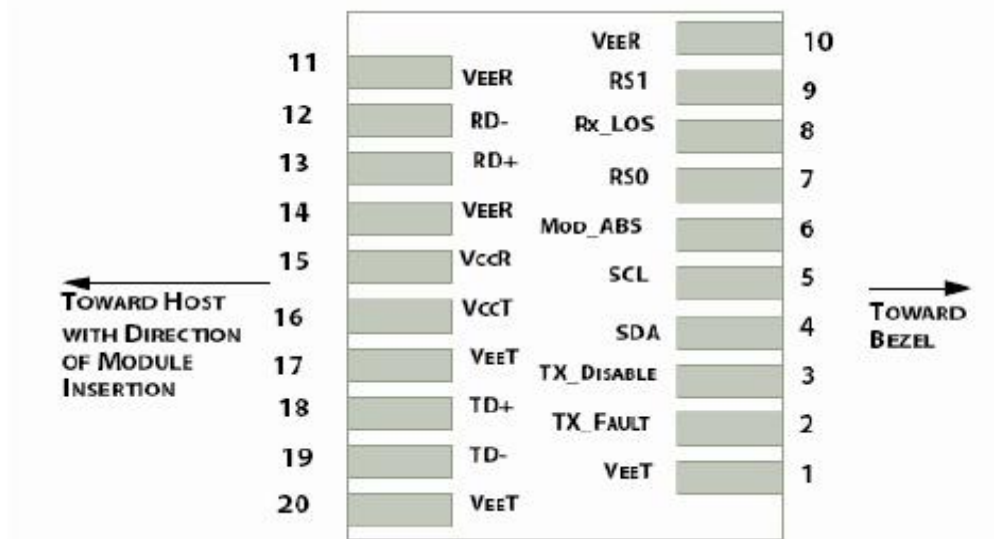 VEER 10
11 VEER RS1 9
12 RD- RX_LOS 8
13 RD+ RS0 7
14 VEER MOD_ABS 6
15 VCCR SCL 5
16 VCCT SDA 4
17 VEET TX_DISABLE 3
18 TD+ TX_FAULT 2
19 TD- VEET 1
20 VEET
TOWARD HOST
WITH DIRECTION
OF MODULE
INSERTION
TOWARD
BEZEL